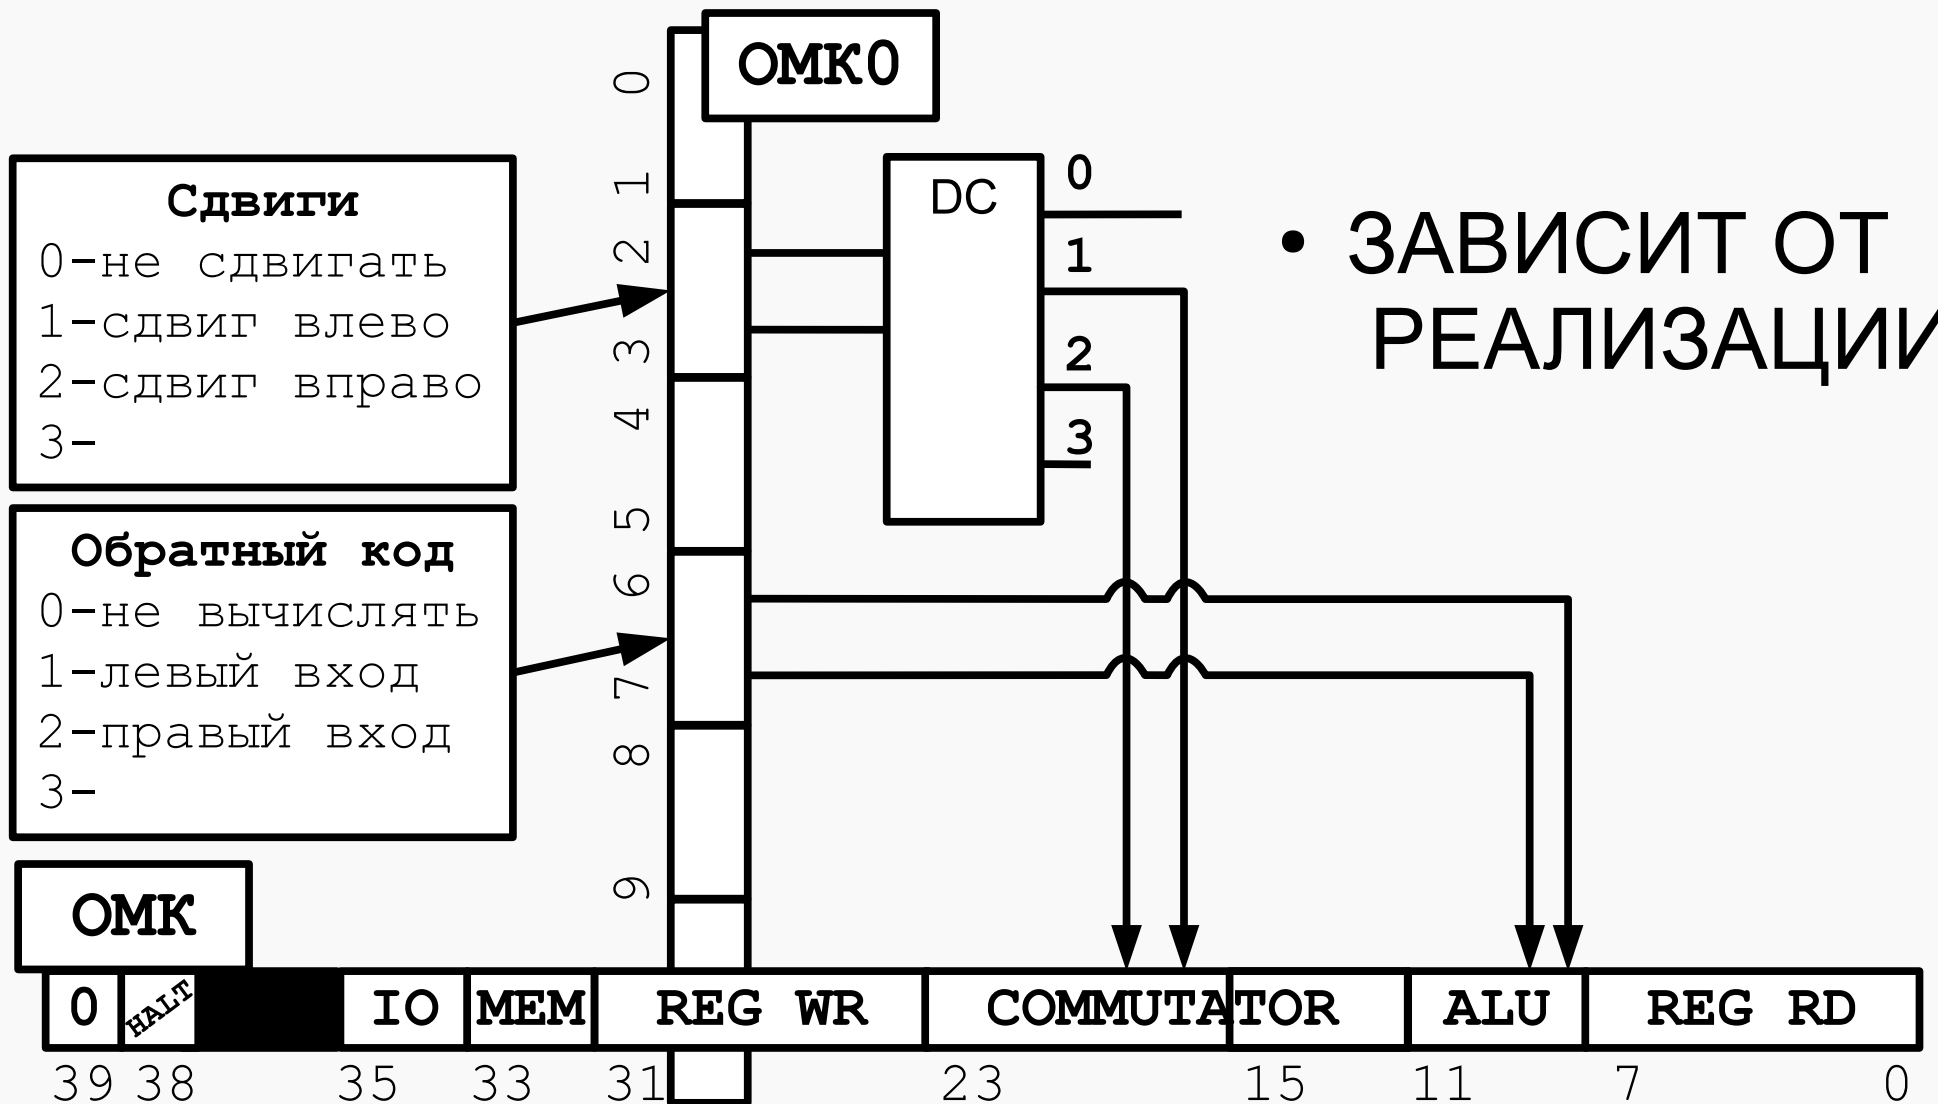 ОМК0
0
1
2
3
4
5
6
7
8
9
Сдвиги
0-не сдвигать
1-сдвиг влево
2-сдвиг вправо
3-
DC
0
1
2
3
• ЗАВИСИТ ОТ
РЕАЛИЗАЦИИ
Обратный код
0-не вычислять
1-левый вход
2-правый вход
3-
ОМК
0 HALT IO MEM REG WR COMMUTATOR ALU REG RD
39 38 35 33 31 23 15 11 7 0